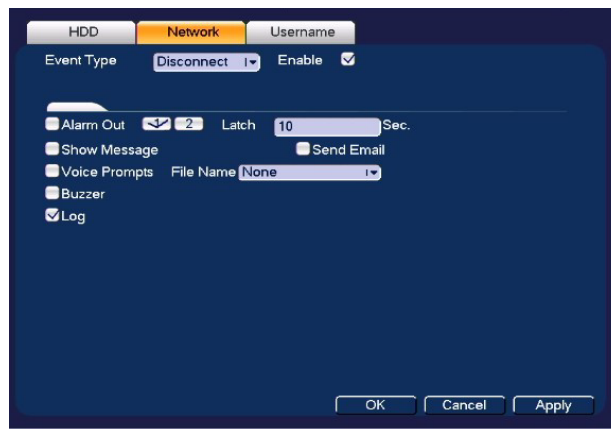 HDD Network Username
Event Type Disconnect Enable
Alarm Out 1 2 Latch 10 Sec.
Show Message Send Email
Voice Prompts File Name None
Buzzer
Log
OK Cancel Apply